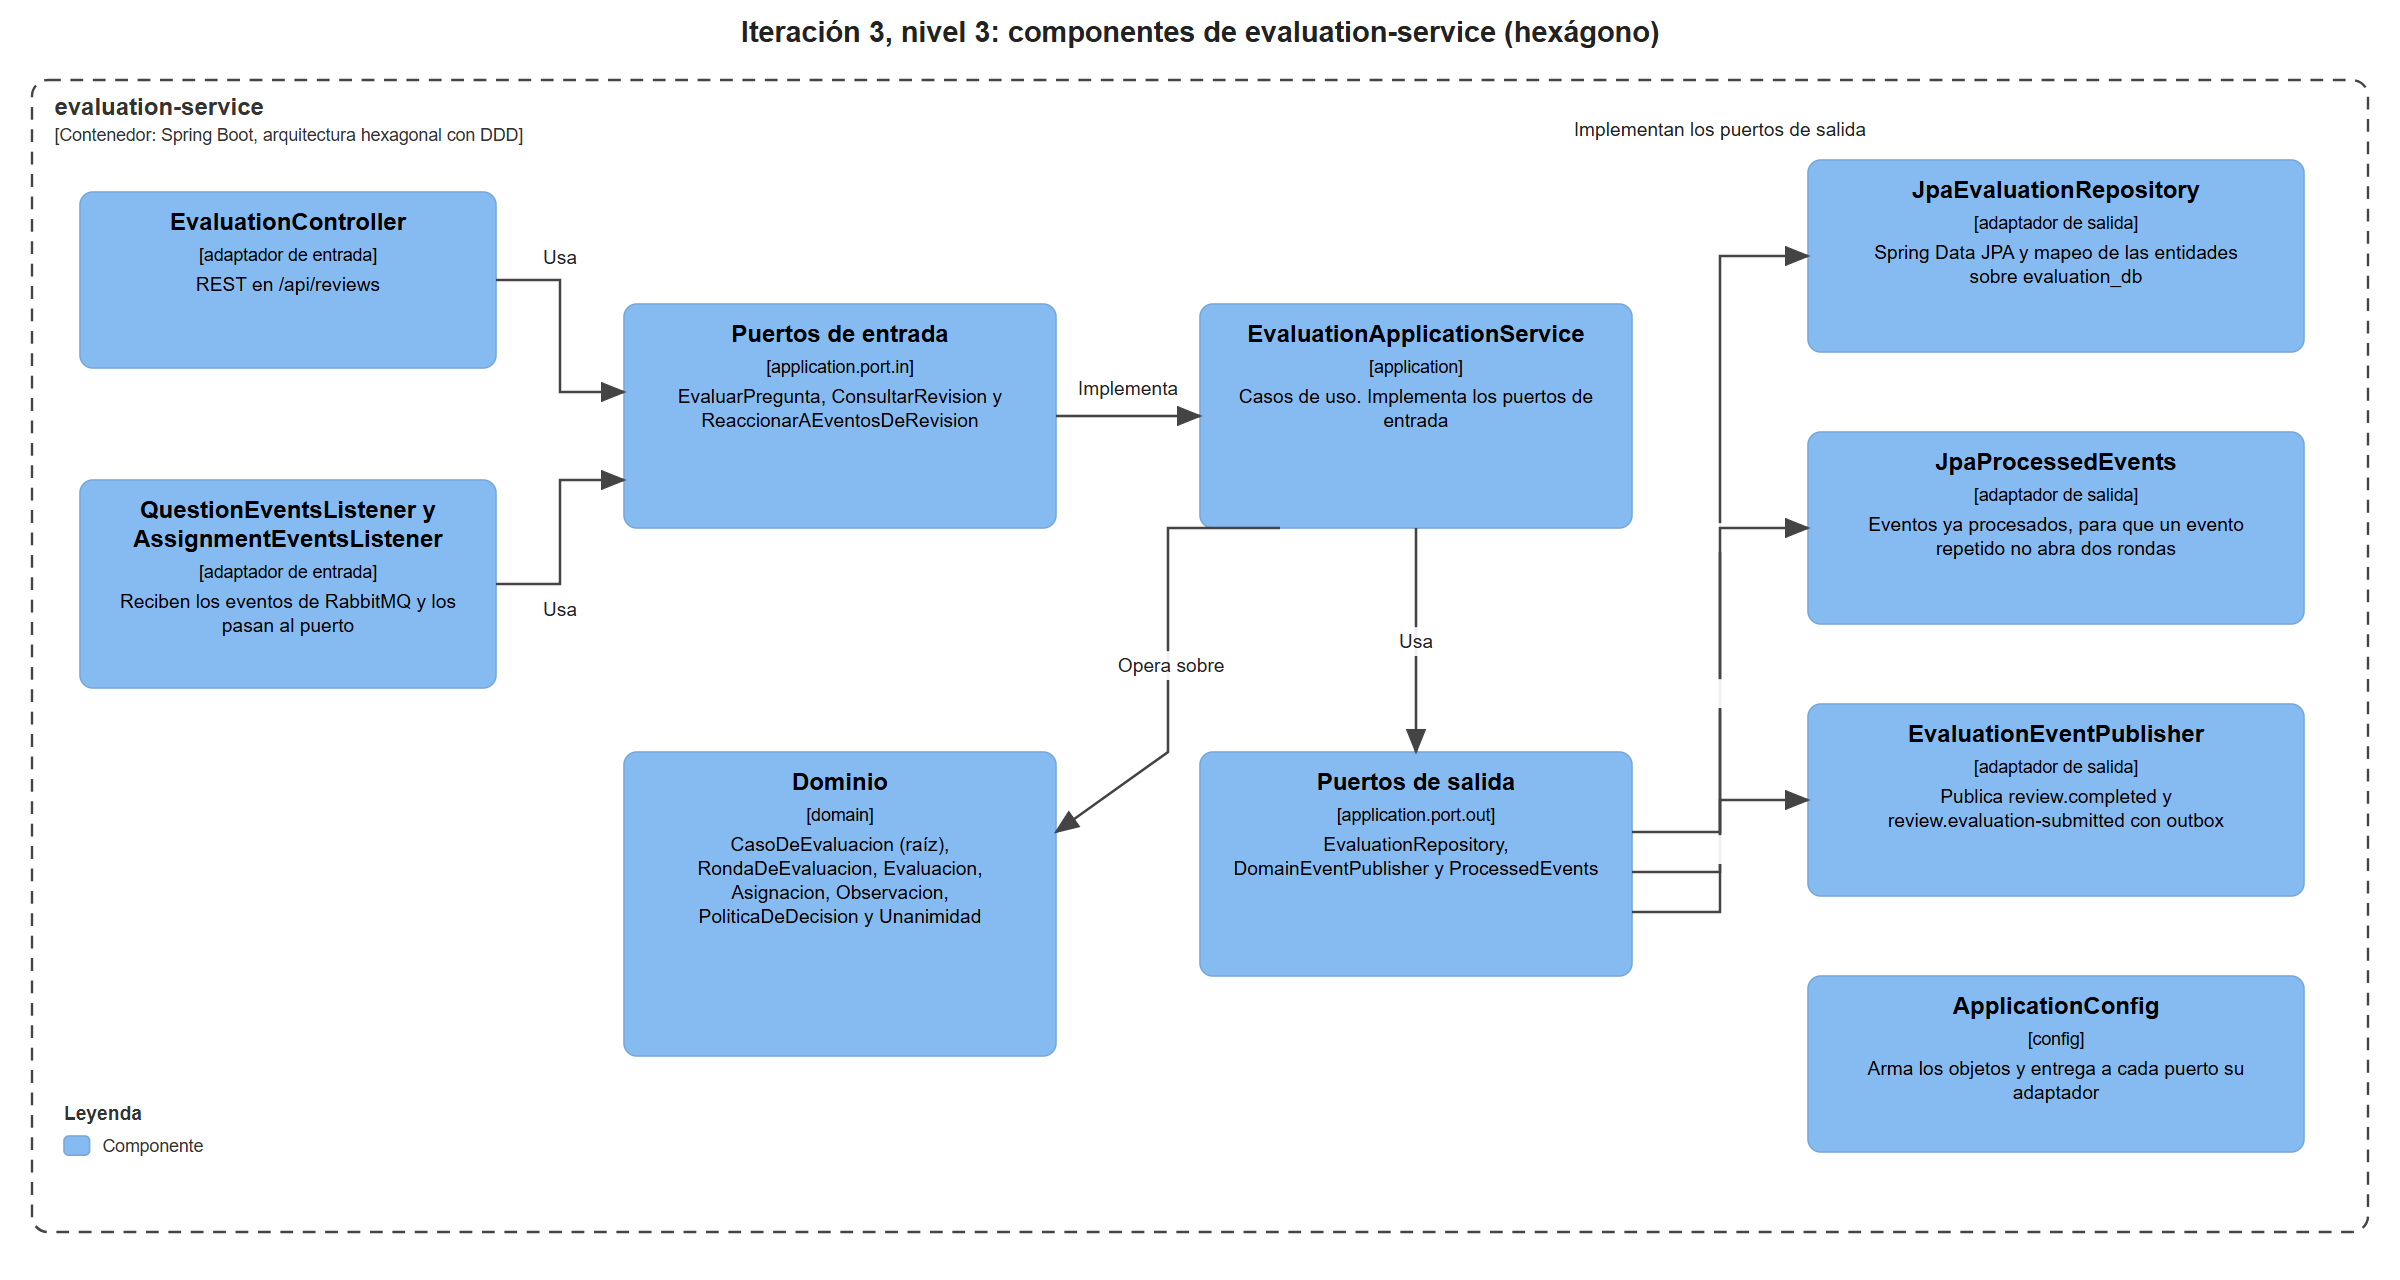 Iteración 3, nivel 3: componentes de evaluation-service (hexágono)
evaluation-service
[Contenedor: Spring Boot, arquitectura hexagonal con DDD]
Implementan los puertos de salida
EvaluationController
[adaptador de entrada]
REST en /api/reviews
Usa
QuestionEventsListener y
AssignmentEventsListener
[adaptador de entrada]
Reciben los eventos de RabbitMQ y los
pasan al puerto
Usa
Puertos de entrada
[application.port.in]
EvaluarPregunta, ConsultarRevision y
ReaccionarAEventosDeRevision
Implementa
EvaluationApplicationService
[application]
Casos de uso. Implementa los puertos de
entrada
Opera sobre
Usa
Dominio
[domain]
CasoDeEvaluacion (raíz),
RondaDeEvaluacion, Evaluacion,
Asignacion, Observacion,
PoliticaDeDecision y Unanimidad
Puertos de salida
[application.port.out]
EvaluationRepository,
DomainEventPublisher y ProcessedEvents
JpaEvaluationRepository
[adaptador de salida]
Spring Data JPA y mapeo de las entidades
sobre evaluation_db
JpaProcessedEvents
[adaptador de salida]
Eventos ya procesados, para que un evento
repetido no abra dos rondas
EvaluationEventPublisher
[adaptador de salida]
Publica review.completed y
review.evaluation-submitted con outbox
ApplicationConfig
[config]
Arma los objetos y entrega a cada puerto su
adaptador
Leyenda
Componente